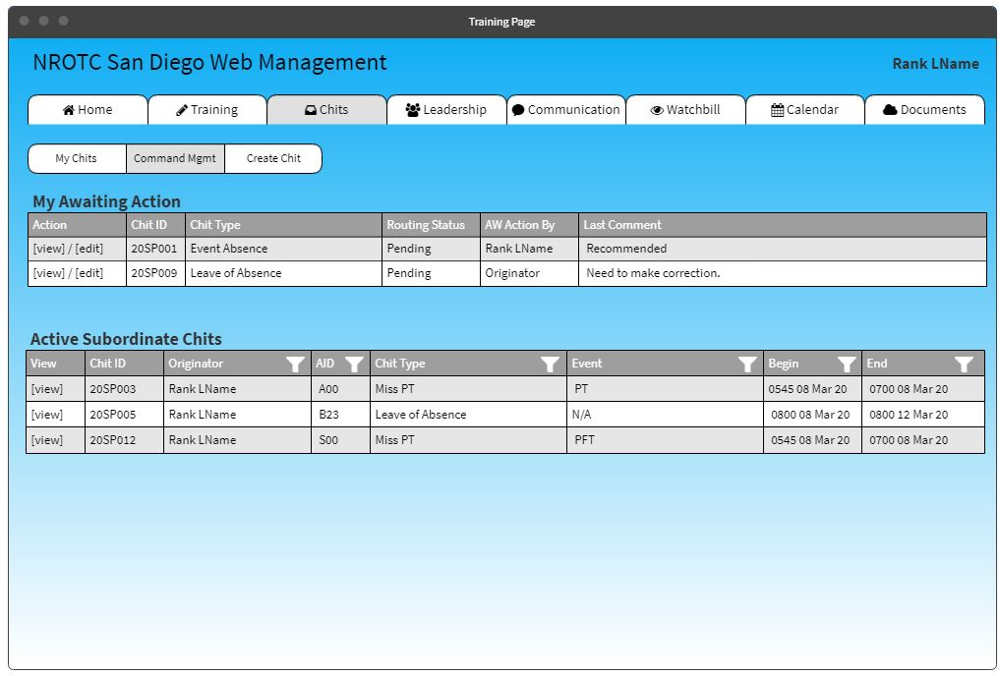 Training Page
NROTC San Diego Web Management
Rank LName
Home Training Chits Leadership Communication Watchbill Calendar Documents
My Chits Command Mgmt Create Chit
My Awaiting Action
Action Chit ID Chit Type Routing Status AW Action By Last Comment
[view] / [edit] 20SP001 Event Absence Pending Rank LName Recommended
[view] / [edit] 20SP009 Leave of Absence Pending Originator Need to make correction.
Active Subordinate Chits
View Chit ID Originator AID Chit Type Event Begin End
[view] 20SP003 Rank LName A00 Miss PT PT 0545 08 Mar 20 0700 08 Mar 20
[view] 20SP005 Rank LName B23 Leave of Absence N/A 0800 08 Mar 20 0800 12 Mar 20
[view] 20SP012 Rank LName S00 Miss PT PFT 0545 08 Mar 20 0700 08 Mar 20